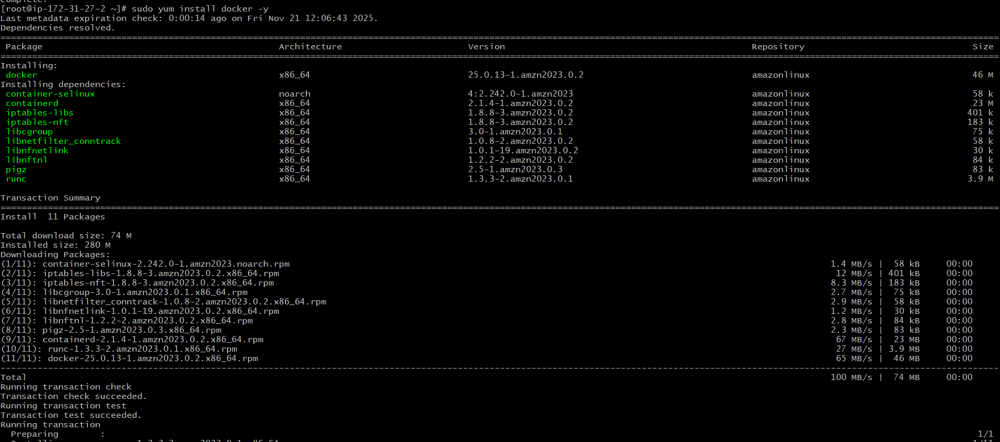 Complete!
[root@ip-172-31-27-2 ~]# sudo yum install docker -y
Last metadata expiration check: 0:00:14 ago on Fri Nov 21 12:06:43 2025.
Dependencies resolved.
Package Architecture Version Repository Size
Installing:
docker x86_64 25.0.13-1.amzn2023.0.2 amazonlinux 46 M
Installing dependencies:
container-selinux noarch 4:2.242.0-1.amzn2023 amazonlinux 58 k
containerd x86_64 2.1.4-1.amzn2023.0.2 amazonlinux 23 M
iptables-libs x86_64 1.8.8-3.amzn2023.0.2 amazonlinux 401 k
iptables-nft x86_64 1.8.8-3.amzn2023.0.2 amazonlinux 183 k
libcgroup x86_64 3.0-1.amzn2023.0.1 amazonlinux 75 k
libnetfilter_conntrack x86_64 1.0.8-2.amzn2023.0.2 amazonlinux 58 k
libnfnetlink x86_64 1.0.1-19.amzn2023.0.2 amazonlinux 30 k
libnftnl x86_64 1.2.2-2.amzn2023.0.2 amazonlinux 84 k
pigz x86_64 2.5-1.amzn2023.0.3 amazonlinux 83 k
runc x86_64 1.3.3-2.amzn2023.0.1 amazonlinux 3.9 M
Transaction Summary
Install 11 Packages
Total download size: 74 M
Installed size: 280 M
Downloading Packages:
(1/11): container-selinux-2.242.0-1.amzn2023.noarch.rpm 1.4 MB/s | 58 kB 00:00
(2/11): iptables-libs-1.8.8-3.amzn2023.0.2.x86_64.rpm 12 MB/s | 401 kB 00:00
(3/11): iptables-nft-1.8.8-3.amzn2023.0.2.x86_64.rpm 8.3 MB/s | 183 kB 00:00
(4/11): libcgroup-3.0-1.amzn2023.0.1.x86_64.rpm 2.7 MB/s | 75 kB 00:00
(5/11): libnetfilter_conntrack-1.0.8-2.amzn2023.0.2.x86_64.rpm 2.9 MB/s | 58 kB 00:00
(6/11): libnfnetlink-1.0.1-19.amzn2023.0.2.x86_64.rpm 1.2 MB/s | 30 kB 00:00
(7/11): libnftnl-1.2.2-2.amzn2023.0.2.x86_64.rpm 2.8 MB/s | 84 kB 00:00
(8/11): pigz-2.5-1.amzn2023.0.3.x86_64.rpm 2.3 MB/s | 83 kB 00:00
(9/11): containerd-2.1.4-1.amzn2023.0.2.x86_64.rpm 67 MB/s | 23 MB 00:00
(10/11): runc-1.3.3-2.amzn2023.0.1.x86_64.rpm 27 MB/s | 3.9 MB 00:00
(11/11): docker-25.0.13-1.amzn2023.0.2.x86_64.rpm 65 MB/s | 46 MB 00:00
Total 100 MB/s | 74 MB 00:00
Running transaction check
Transaction check succeeded.
Running transaction test
Transaction test succeeded.
Running transaction
Preparing : 1/1